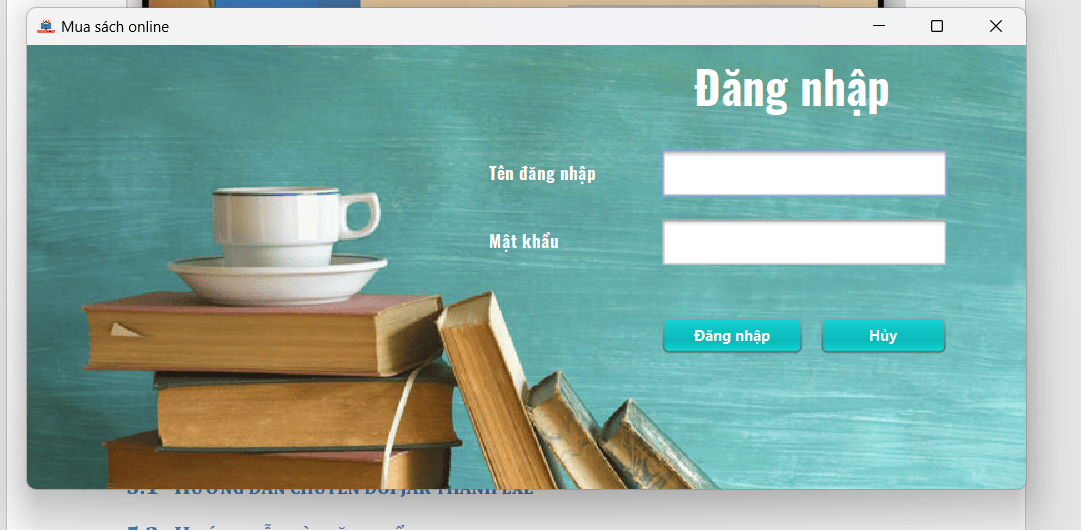 Mua sách online
Đăng nhập
Tên đăng nhập
Mật khẩu
Đăng nhập
Hủy